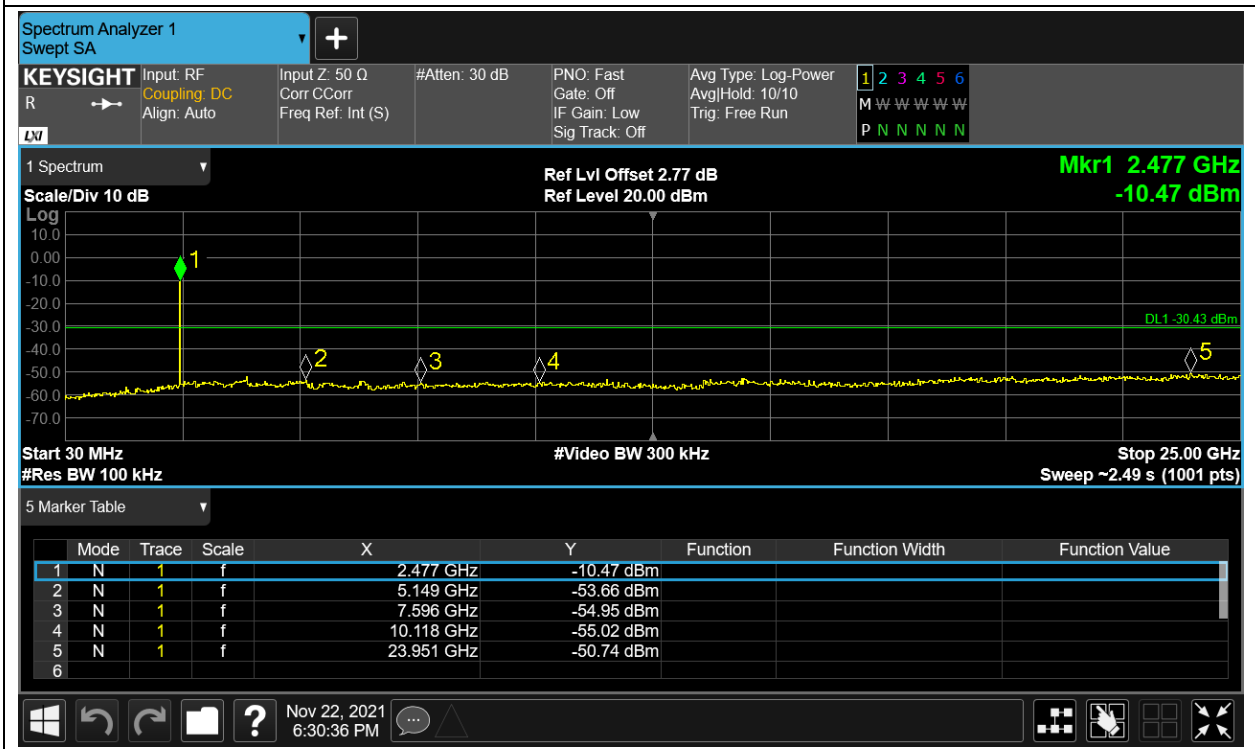 Spectrum Analyzer 1
Swept SA
KEYSIGHT Input: RF Input Z: 50 Ω #Atten: 30 dB PNO: Fast Avg Type: Log-Power 1 2 3 4 5 6
R Coupling: DC Corr CCorr Gate: Off Avg|Hold: 10/10 M W W W W W W
Align: Auto Freq Ref: Int (S) IF Gain: Low Trig: Free Run
LXI Sig Track: Off P N N N N N N
1 Spectrum Ref Lvl Offset 2.77 dB Mkr1 2.477 GHz
Scale/Div 10 dB Ref Level 20.00 dBm -10.47 dBm
Log
10.0
0.00 1
-10.0
-20.0
-30.0 DL1 -30.43 dBm
-40.0 2 3 4 5
-50.0
-60.0
-70.0
Start 30 MHz #Video BW 300 kHz Stop 25.00 GHz
#Res BW 100 kHz Sweep ~2.49 s (1001 pts)
5 Marker Table
Mode Trace Scale X Y Function Function Width Function Value
1 N 1 f 2.477 GHz -10.47 dBm
2 N 1 f 5.149 GHz -53.66 dBm
3 N 1 f 7.596 GHz -54.95 dBm
4 N 1 f 10.118 GHz -55.02 dBm
5 N 1 f 23.951 GHz -50.74 dBm
6
? Nov 22, 2021
6:30:36 PM